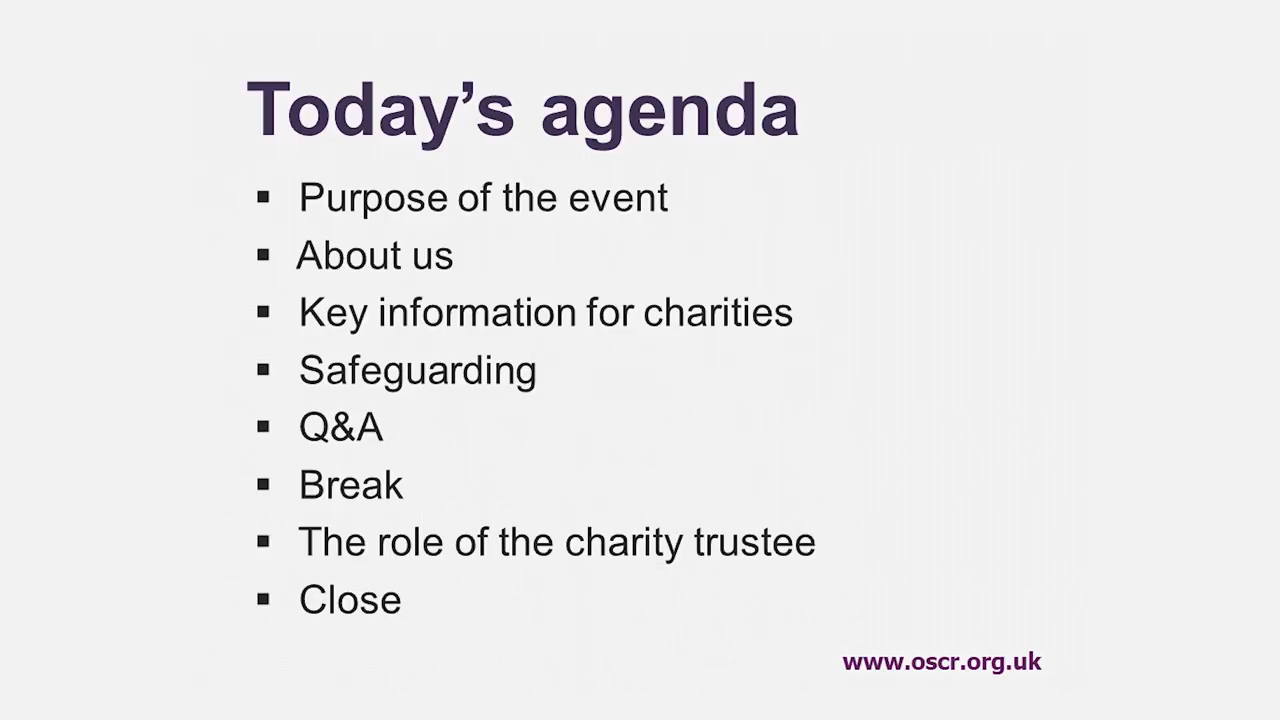 Today’s agenda
▪ Purpose of the event
▪ About us
▪ Key information for charities
▪ Safeguarding
▪ Q&A
▪ Break
▪ The role of the charity trustee
▪ Close
www.oscr.org.uk